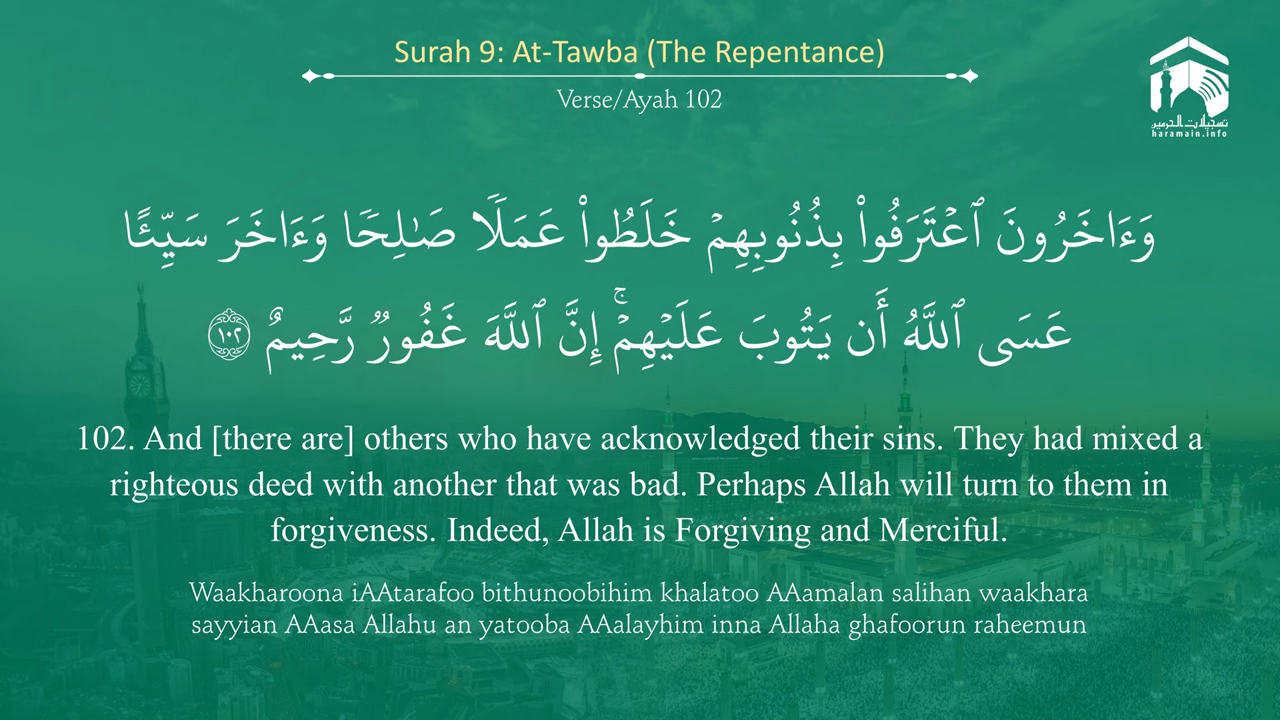 Surah 9: At-Tawba (The Repentance)
Verse/Ayah 102
تسجيلات الحرمين
haramain.info
وَءَاخَرُونَ ٱعْتَرَفُوا۟ بِذُنُوبِهِمْ خَلَطُوا۟ عَمَلًا صَـٰلِحًا وَءَاخَرَ سَيِّئًا
عَسَى ٱللَّهُ أَن يَتُوبَ عَلَيْهِمْ ۚ إِنَّ ٱللَّهَ غَفُورٌ رَّحِيمٌ ١٠٢
102. And [there are] others who have acknowledged their sins. They had mixed a
righteous deed with another that was bad. Perhaps Allah will turn to them in
forgiveness. Indeed, Allah is Forgiving and Merciful.
Waakharoona iAAtarafoo bithunoobihim khalatoo AAamalan salihan waakhara
sayyian AAasa Allahu an yatooba AAalayhim inna Allaha ghafoorun raheemun